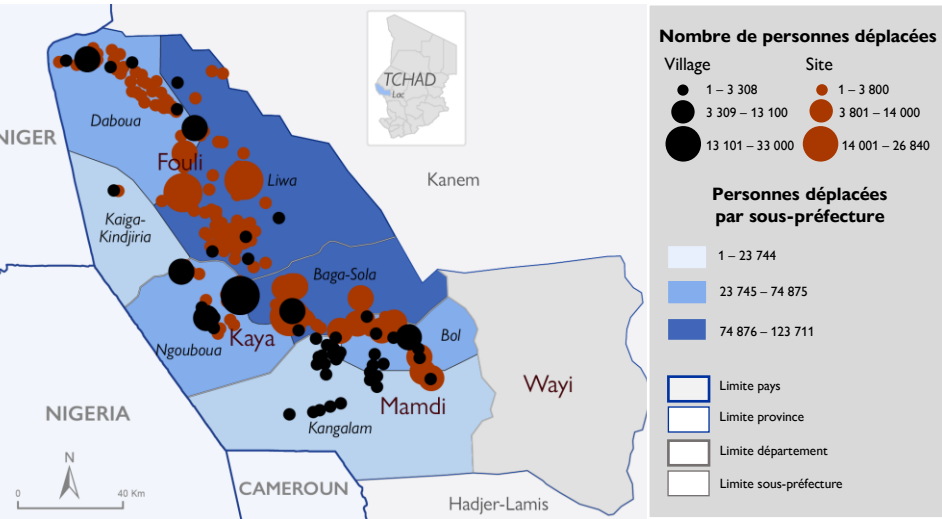 TCHAD
Lac
NIGER
Daboua
Fouli
Liwa
Kanem
Kaiga-
Kindjiria
Baga-Sola
Ngouboua
Kaya
Bol
Wayi
Mamdi
Kangalam
NIGERIA
N
0
40 Km
CAMEROUN
Hadjer-Lamis
Nombre de personnes déplacées
Village
Site
1 – 3 308
1 – 3 800
3 309 – 13 100
3 801 – 14 000
13 101 – 33 000
14 001 – 26 840
Personnes déplacées
par sous-préfecture
1 – 23 744
23 745 – 74 875
74 876 – 123 711
Limite pays
Limite province
Limite département
Limite sous-préfecture